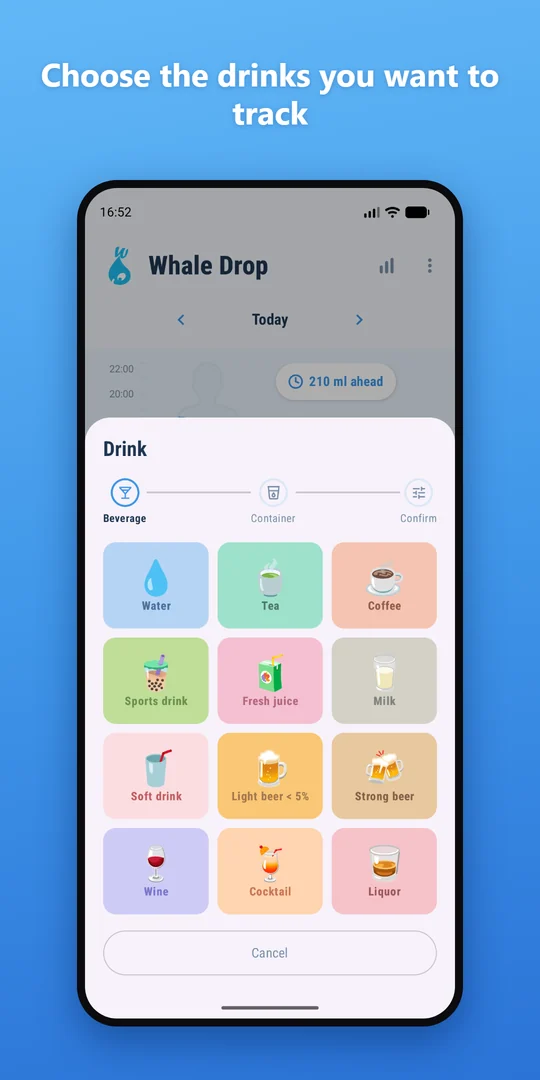 Choose the drinks you want to
track
16:52
Whale Drop
Today
22:00
20:00
210 ml ahead
Drink
Beverage
Container
Confirm
Water
Tea
Coffee
Sports drink
Fresh juice
Milk
Soft drink
Light beer < 5%
Strong beer
Wine
Cocktail
Liquor
Cancel